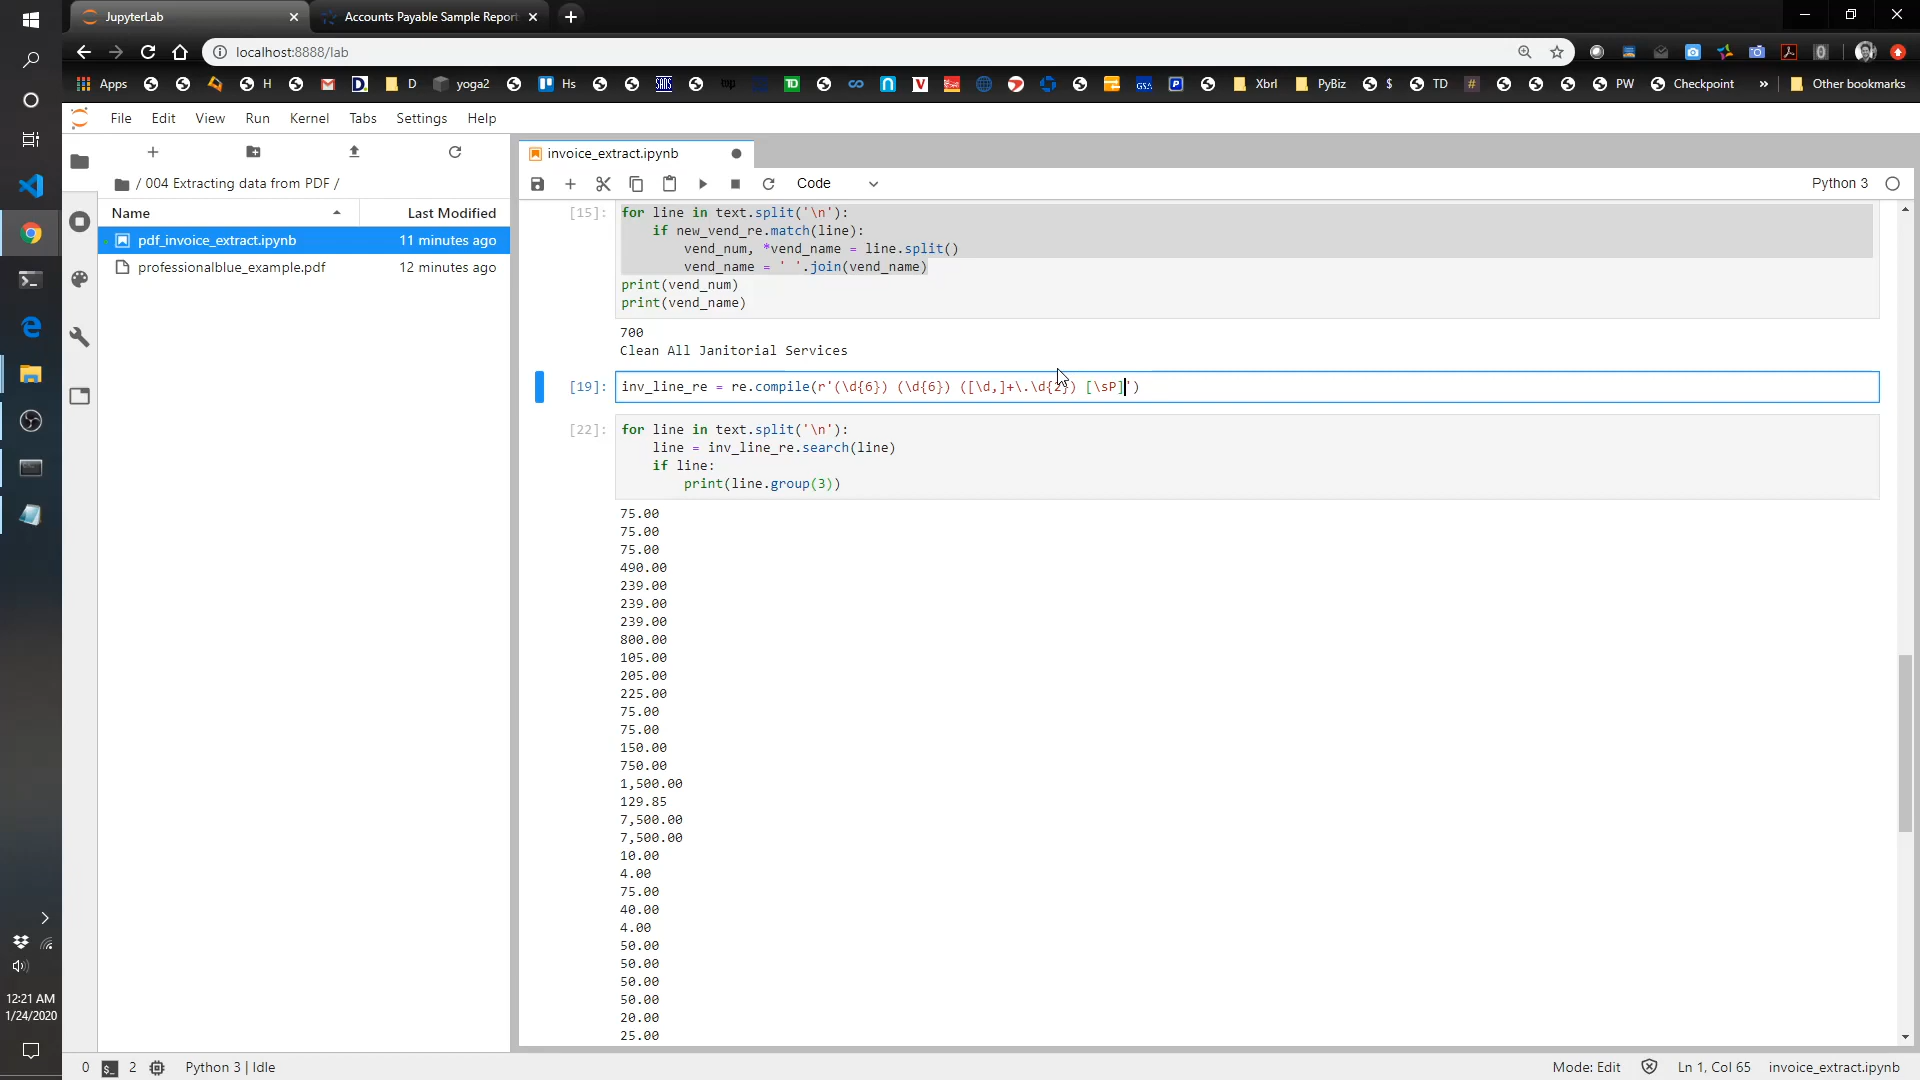 JupyterLab
Accounts Payable Sample Report
localhost:8888/lab
Apps
H
D
yoga2
Hs
SANS
TD
GSA
Xbrl
PyBiz
$
TD
PW
Checkpoint
»
Other bookmarks
File Edit View Run Kernel Tabs Settings Help
/ 004 Extracting data from PDF /
Name Last Modified
pdf_invoice_extract.ipynb 11 minutes ago
professionalblue_example.pdf 12 minutes ago
invoice_extract.ipynb
Code
Python 3
[15]: for line in text.split('\n'):
if new_vend_re.match(line):
vend_num, *vend_name = line.split()
vend_name = ' '.join(vend_name)
print(vend_num)
print(vend_name)
700
Clean All Janitorial Services
[19]: inv_line_re = re.compile(r'(\d{6}) (\d{6}) ([\d,]+\.\d{2}) [\sP]')
[22]: for line in text.split('\n'):
line = inv_line_re.search(line)
if line:
print(line.group(3))
75.00
75.00
75.00
490.00
239.00
239.00
239.00
800.00
105.00
205.00
225.00
75.00
75.00
150.00
750.00
1,500.00
129.85
7,500.00
7,500.00
10.00
4.00
75.00
40.00
4.00
50.00
50.00
50.00
50.00
20.00
25.00
12:21 AM
1/24/2020
0
2
Python 3 | Idle
Mode: Edit
Ln 1, Col 65
invoice_extract.ipynb